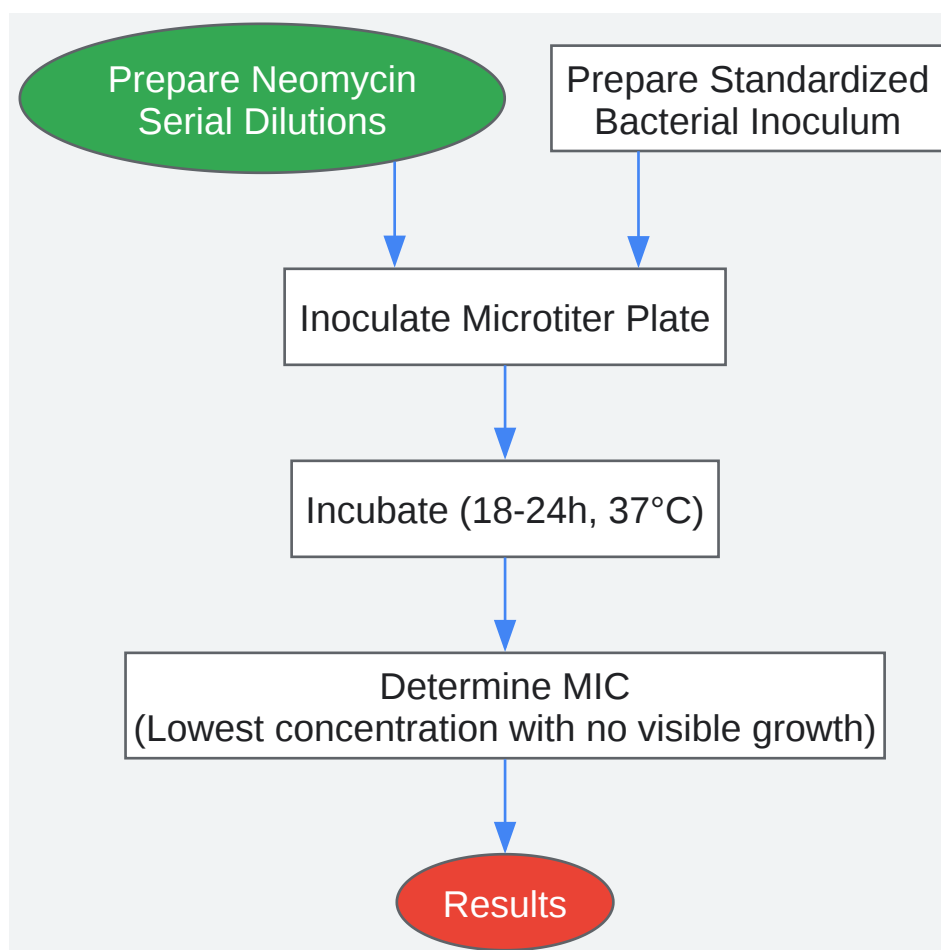 Prepare Neomycin
Serial Dilutions
Prepare Standardized
Bacterial Inoculum
Inoculate Microtiter Plate
Incubate (18-24h, 37°C)
Determine MIC
(Lowest concentration with no visible growth)
Results